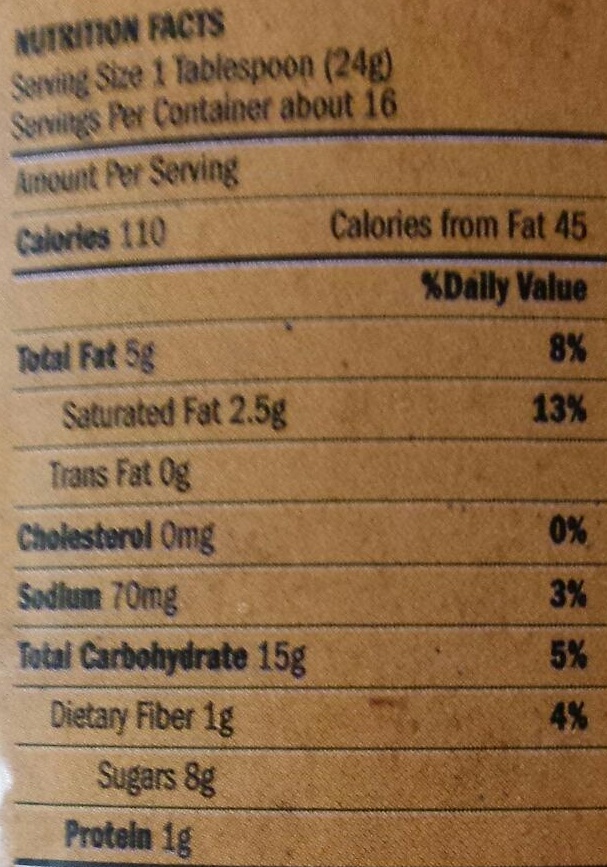 NUTRITION FACTS
Serving Size 1 Tablespoon (24g)
Servings Per Container about 16
Amount Per Serving
Calories 110 Calories from Fat 45
%Daily Value
Total Fat 5g 8%
Saturated Fat 2.5g 13%
Trans Fat 0g
Cholesterol 0mg 0%
Sodium 70mg 3%
Total Carbohydrate 15g 5%
Dietary Fiber 1g 4%
Sugars 8g
Protein 1g